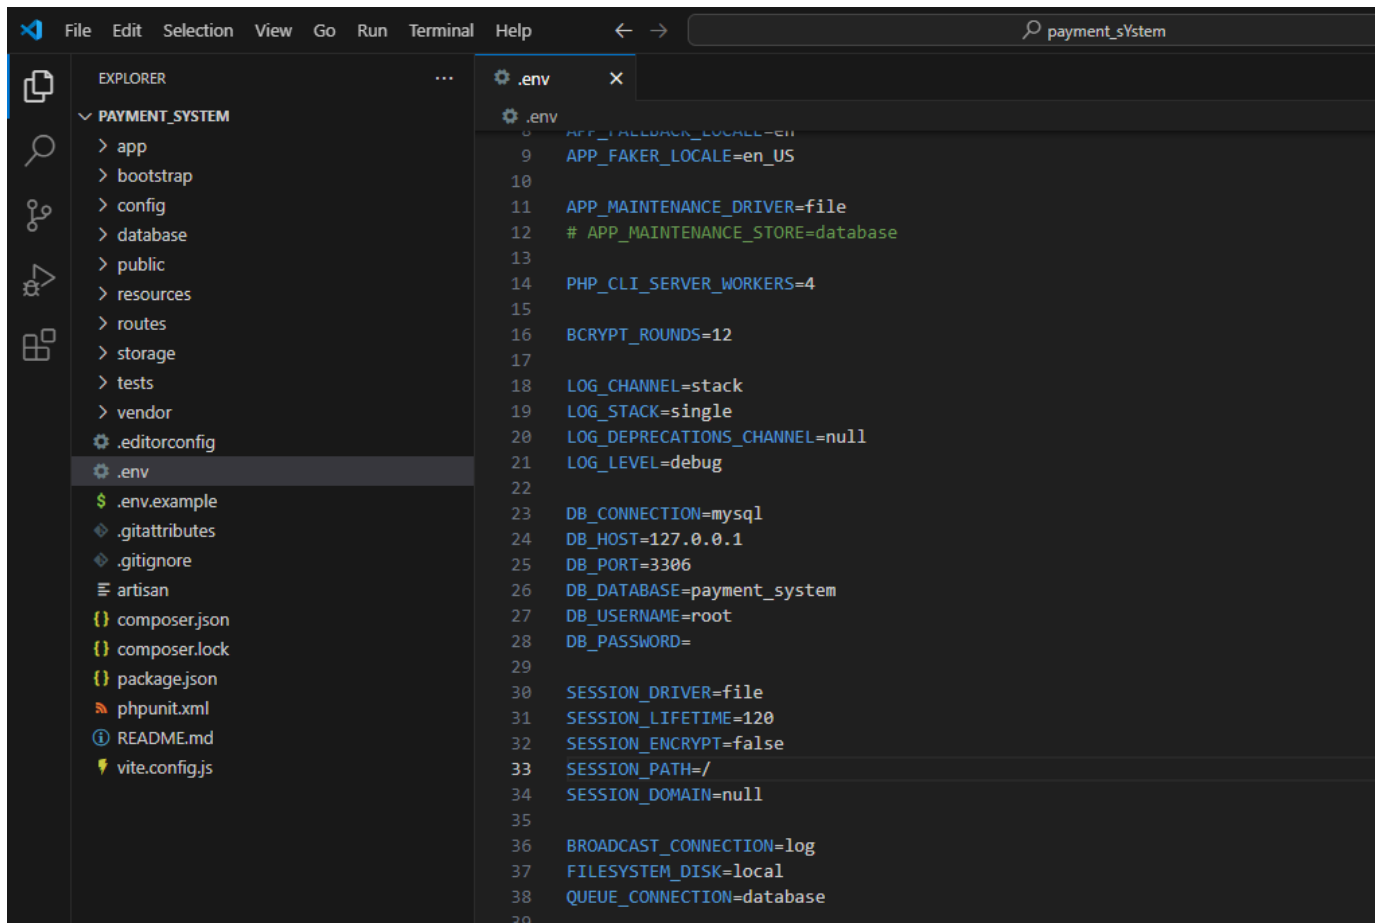 File Edit Selection View Go Run Terminal Help
payment_sYstem
EXPLORER
PAYMENT_SYSTEM
app
bootstrap
config
database
public
resources
routes
storage
tests
vendor
.editorconfig
.env
.env.example
.gitattributes
.gitignore
artisan
composer.json
composer.lock
package.json
phpunit.xml
README.md
vite.config.js
.env
.env
8 APP_FALLBACK_LOCALE=en
9 APP_FAKER_LOCALE=en_US
10
11 APP_MAINTENANCE_DRIVER=file
12 # APP_MAINTENANCE_STORE=database
13
14 PHP_CLI_SERVER_WORKERS=4
15
16 BCRYPT_ROUNDS=12
17
18 LOG_CHANNEL=stack
19 LOG_STACK=single
20 LOG_DEPRECATIONS_CHANNEL=null
21 LOG_LEVEL=debug
22
23 DB_CONNECTION=mysql
24 DB_HOST=127.0.0.1
25 DB_PORT=3306
26 DB_DATABASE=payment_system
27 DB_USERNAME=root
28 DB_PASSWORD=
29
30 SESSION_DRIVER=file
31 SESSION_LIFETIME=120
32 SESSION_ENCRYPT=false
33 SESSION_PATH=/
34 SESSION_DOMAIN=null
35
36 BROADCAST_CONNECTION=log
37 FILESYSTEM_DISK=local
38 QUEUE_CONNECTION=database
39